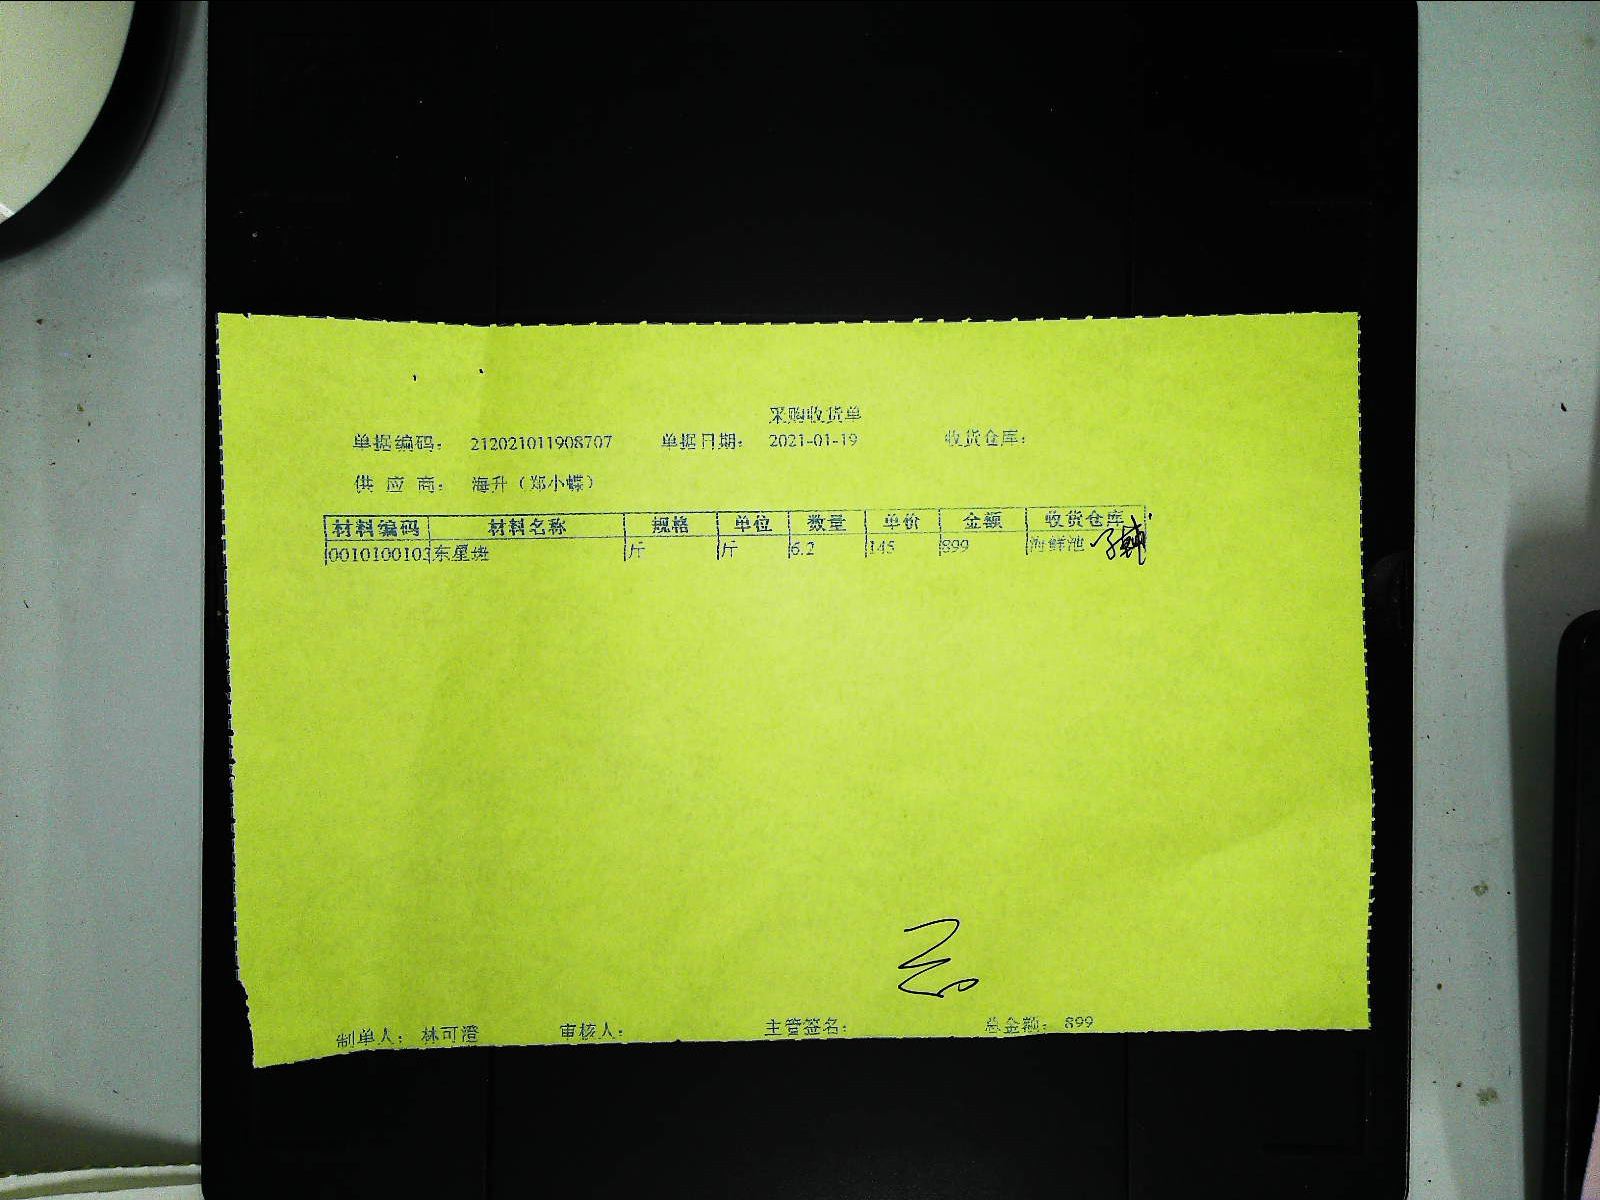 采购收货单
单据编码： 212021011908707 单据日期： 2021-01-19 收货仓库：
供 应 商： 海升（郑小蝶）
材料编码 材料名称 规格 单位 数量 单价 金额 收货仓库
0010100103 东星斑 斤 斤 6.2 145 899 海鲜池
制单人： 林可澄 审核人： 主管签名： 总金额： 899